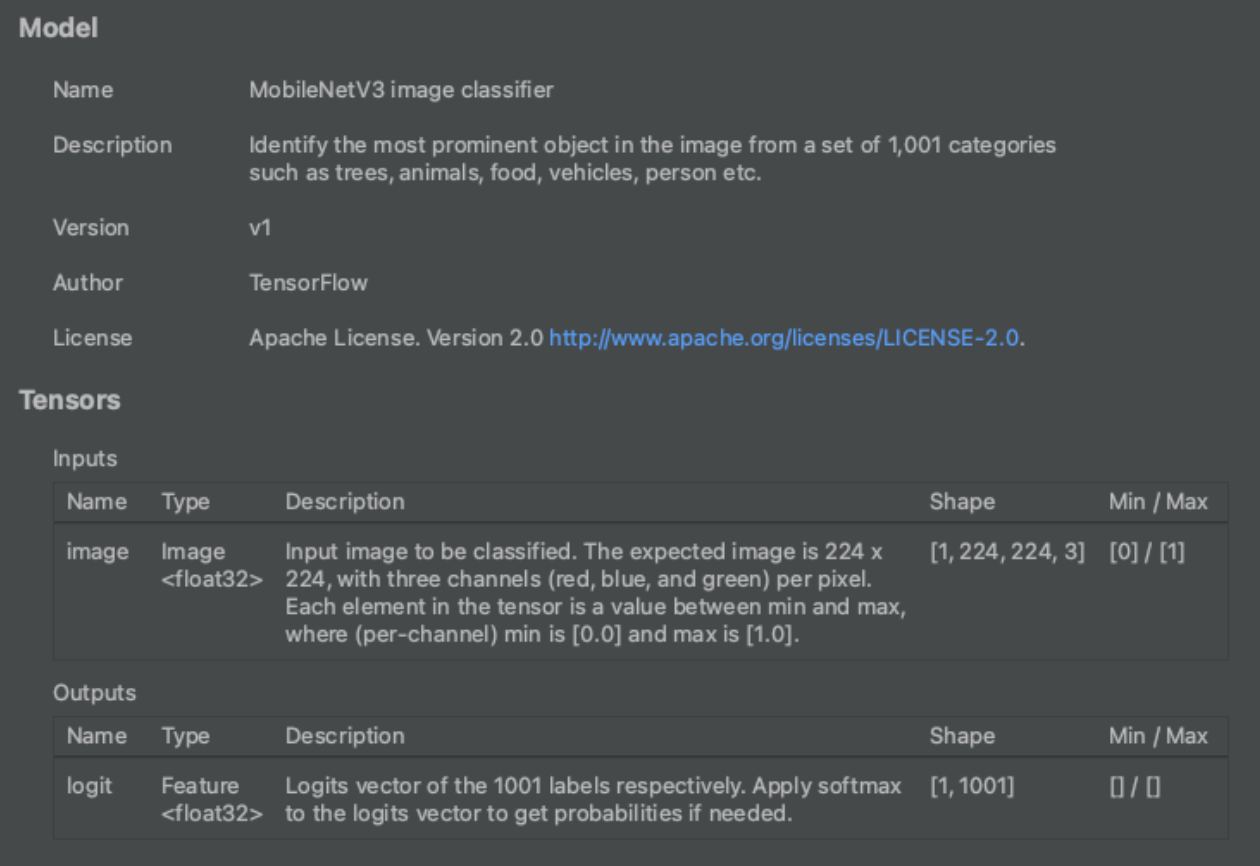 Model
Name MobileNetV3 image classifier
Description Identify the most prominent object in the image from a set of 1,001 categories
such as trees, animals, food, vehicles, person etc.
Version v1
Author TensorFlow
License Apache License. Version 2.0 http://www.apache.org/licenses/LICENSE-2.0.
Tensors
Inputs
Name Type Description Shape Min / Max
image Image Input image to be classified. The expected image is 224 x [1, 224, 224, 3] [0] / [1]
<float32> 224, with three channels (red, blue, and green) per pixel.
Each element in the tensor is a value between min and max,
where (per-channel) min is [0.0] and max is [1.0].
Outputs
Name Type Description Shape Min / Max
logit Feature Logits vector of the 1001 labels respectively. Apply softmax [1, 1001] [] / []
<float32> to the logits vector to get probabilities if needed.